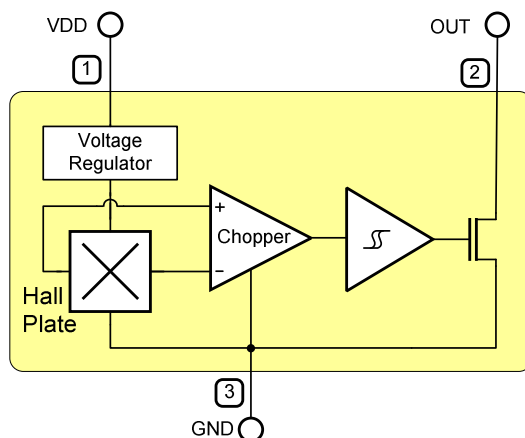 VDD
OUT
1
2
Voltage
Regulator
+
Chopper
−
Hall
Plate
3
GND